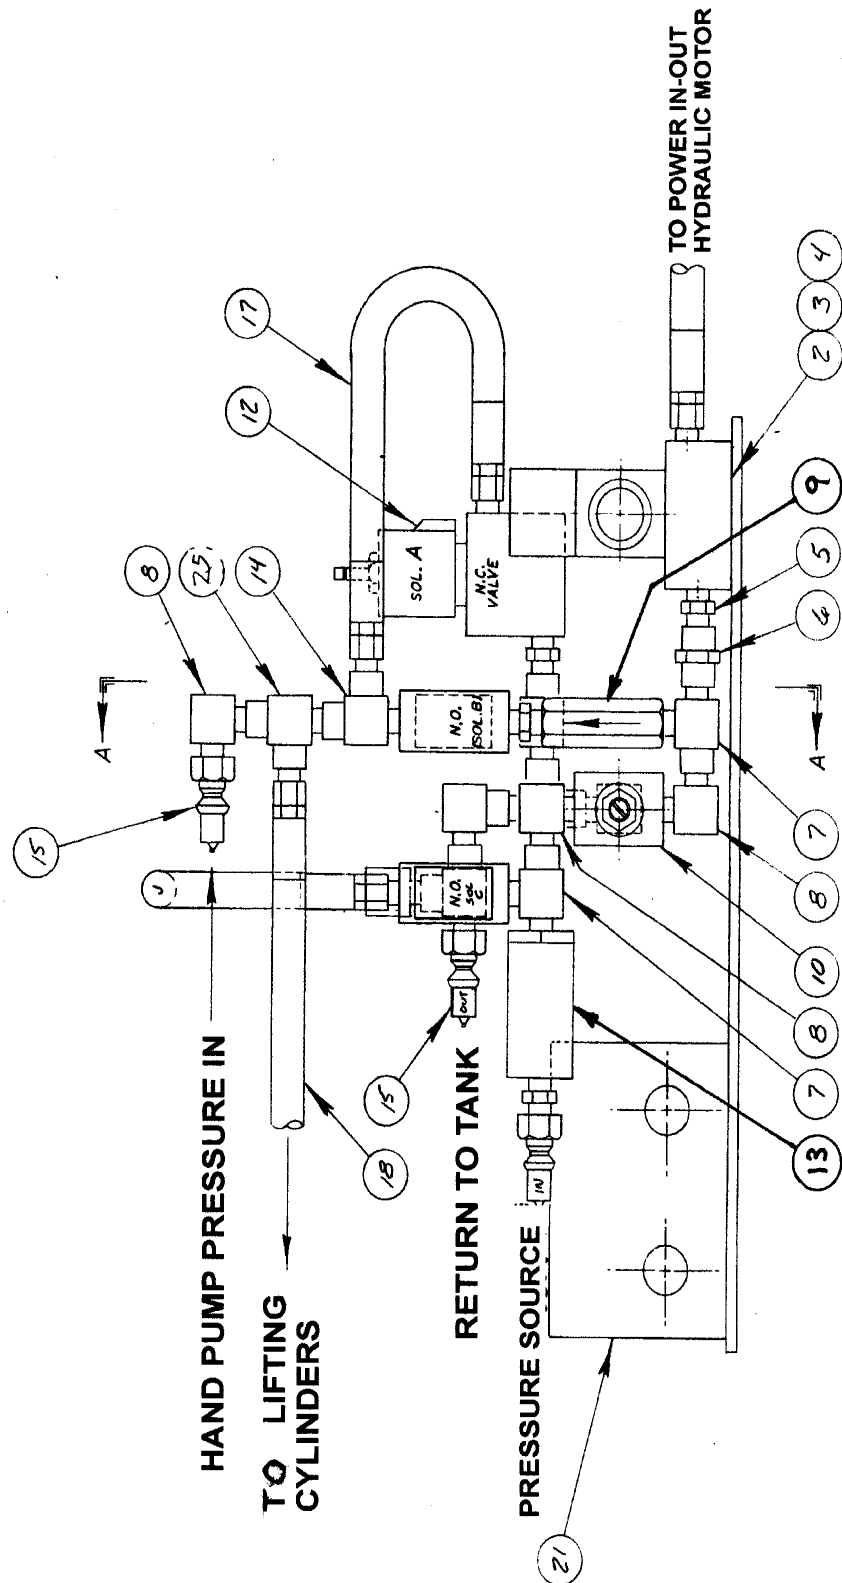 HAND PUMP PRESSURE IN
TO LIFTING
CYLINDERS
RETURN TO TANK
PRESSURE SOURCE
TO POWER IN-OUT
HYDRAULIC MOTOR
21
15
18
15
OUT
IN
J
N.O.
SOL
C
8
25
14
17
12
A
SOL. A
N.C.
VALVE
N.O.
SOL.B
A
13
7
8
10
8
7
4
5
9
2
3
4